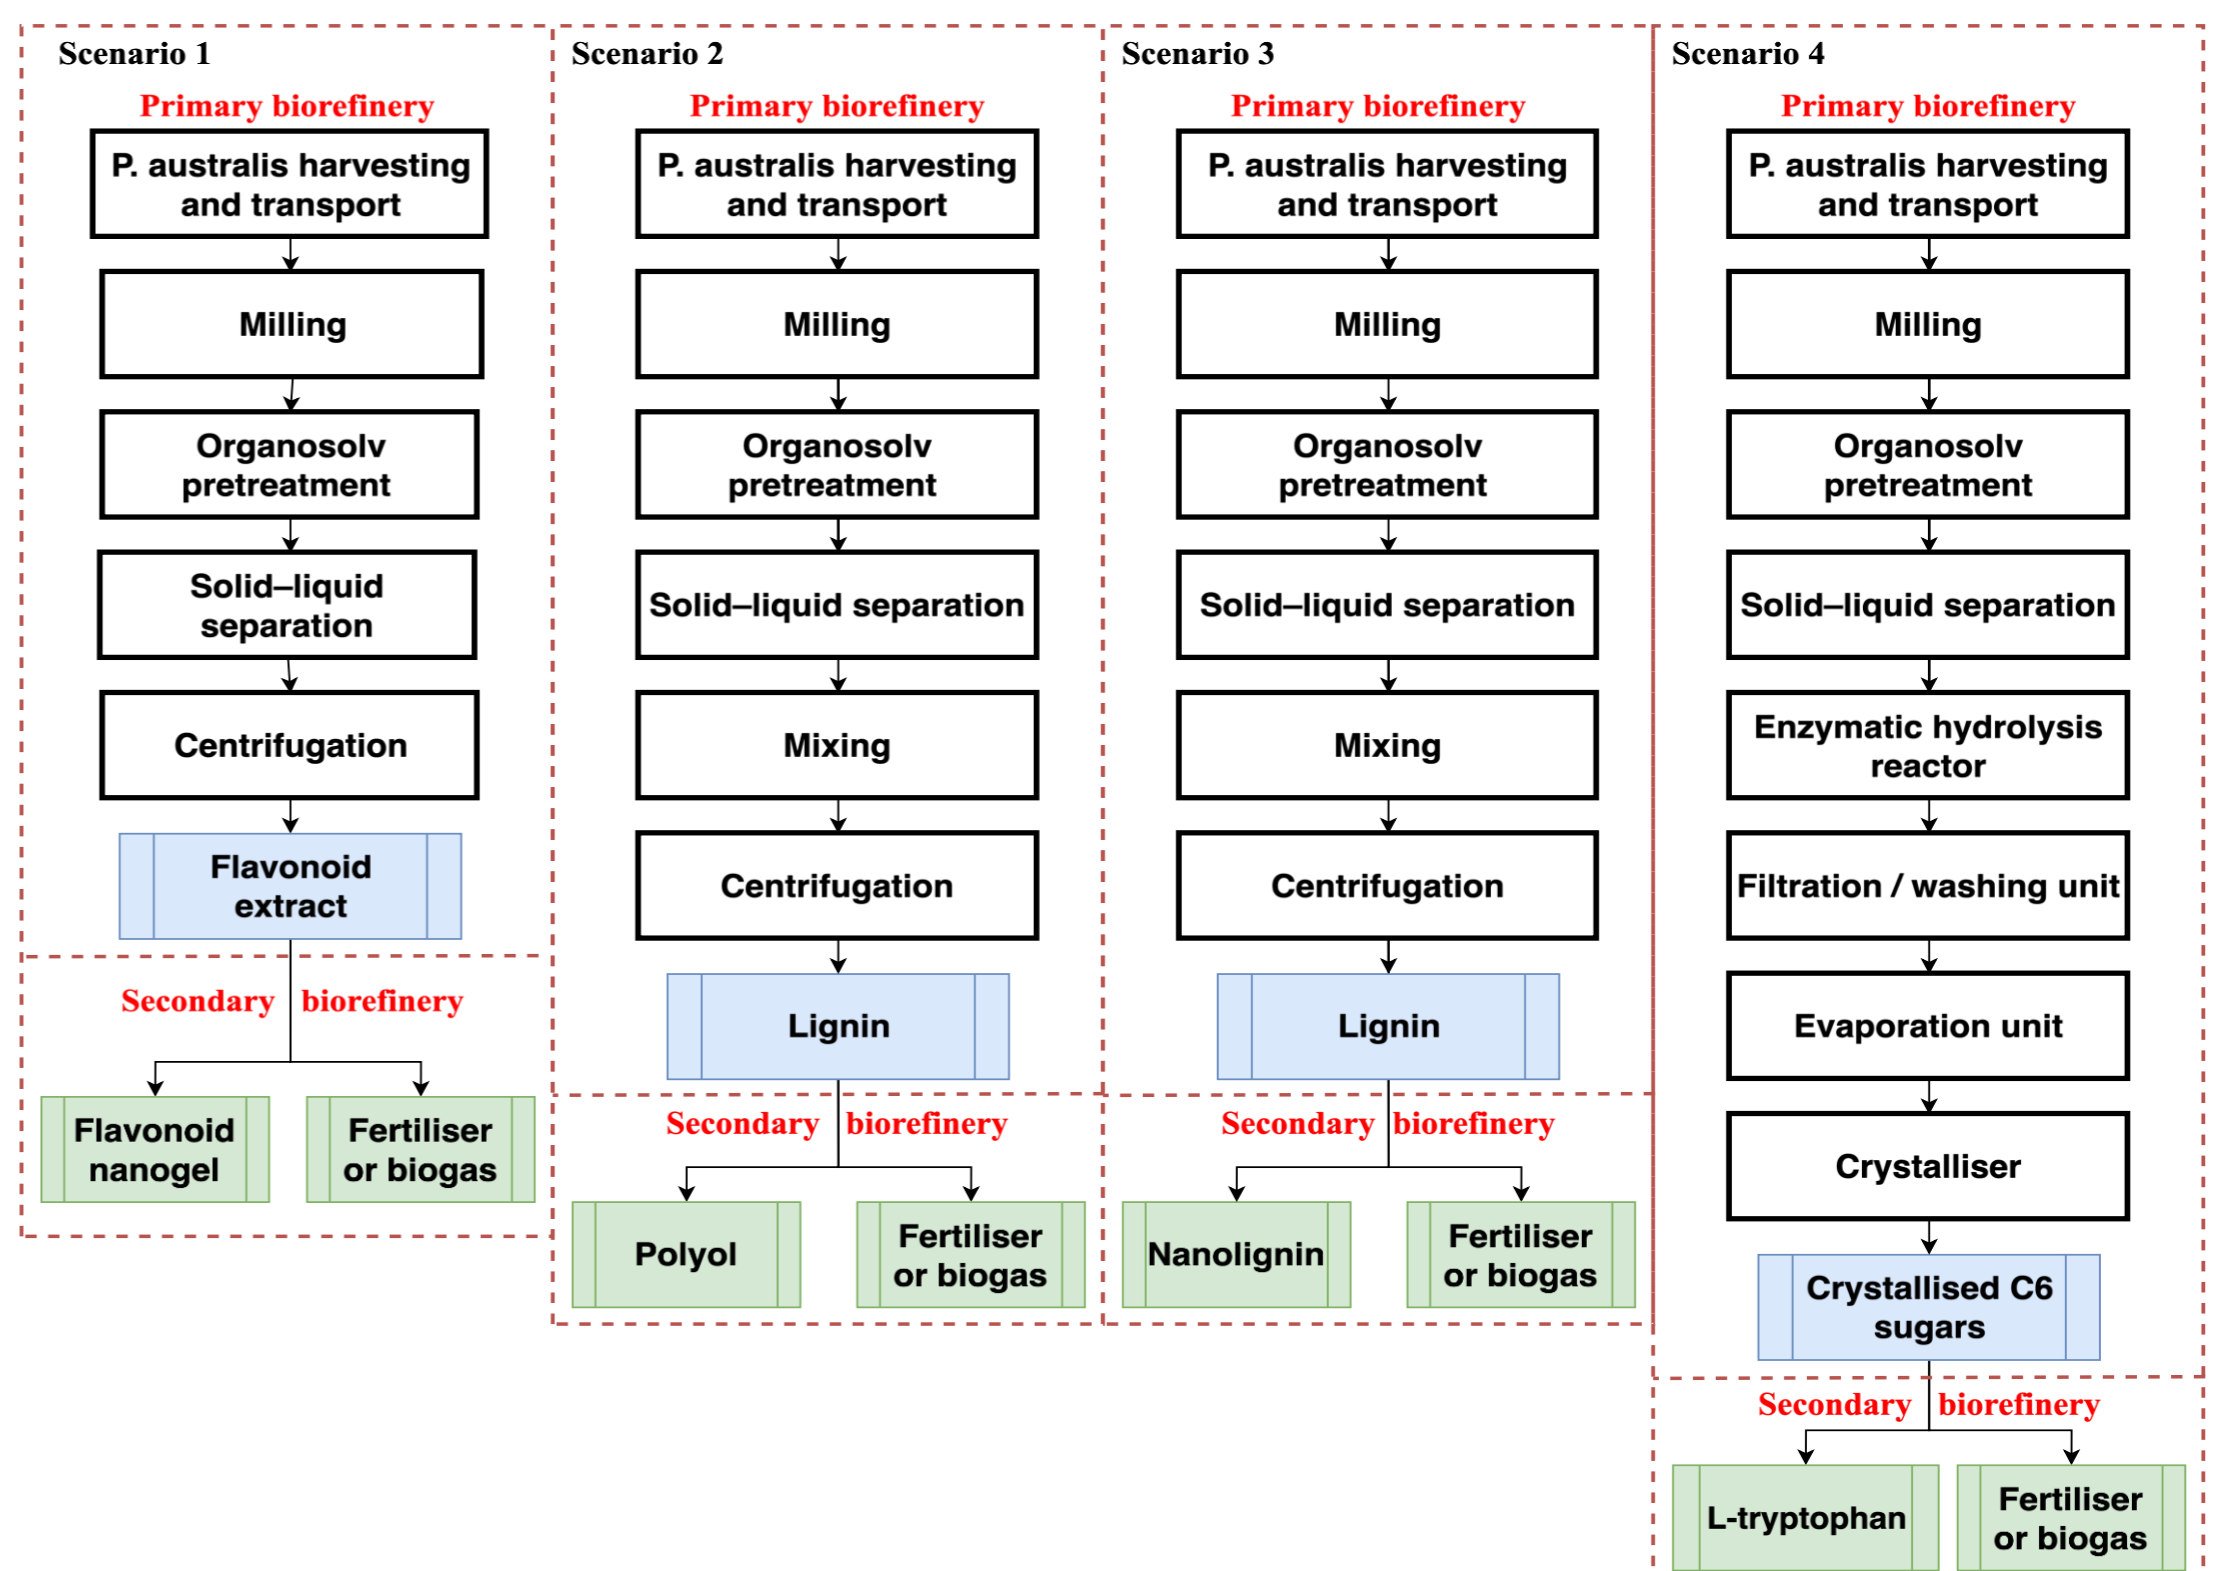 Scenario 1
Primary biorefinery
P. australis harvesting
and transport
Milling
Organosolv
pretreatment
Solid–liquid
separation
Centrifugation
Flavonoid
extract
Secondary biorefinery
Flavonoid
nanogel
Fertiliser
or biogas
Scenario 2
Primary biorefinery
P. australis harvesting
and transport
Milling
Organosolv
pretreatment
Solid–liquid separation
Mixing
Centrifugation
Lignin
Secondary biorefinery
Polyol
Fertiliser
or biogas
Scenario 3
Primary biorefinery
P. australis harvesting
and transport
Milling
Organosolv
pretreatment
Solid–liquid separation
Mixing
Centrifugation
Lignin
Secondary biorefinery
Nanolignin
Fertiliser
or biogas
Scenario 4
Primary biorefinery
P. australis harvesting
and transport
Milling
Organosolv
pretreatment
Solid–liquid separation
Enzymatic hydrolysis
reactor
Filtration / washing unit
Evaporation unit
Crystalliser
Crystallised C6
sugars
Secondary biorefinery
L-tryptophan
Fertiliser
or biogas